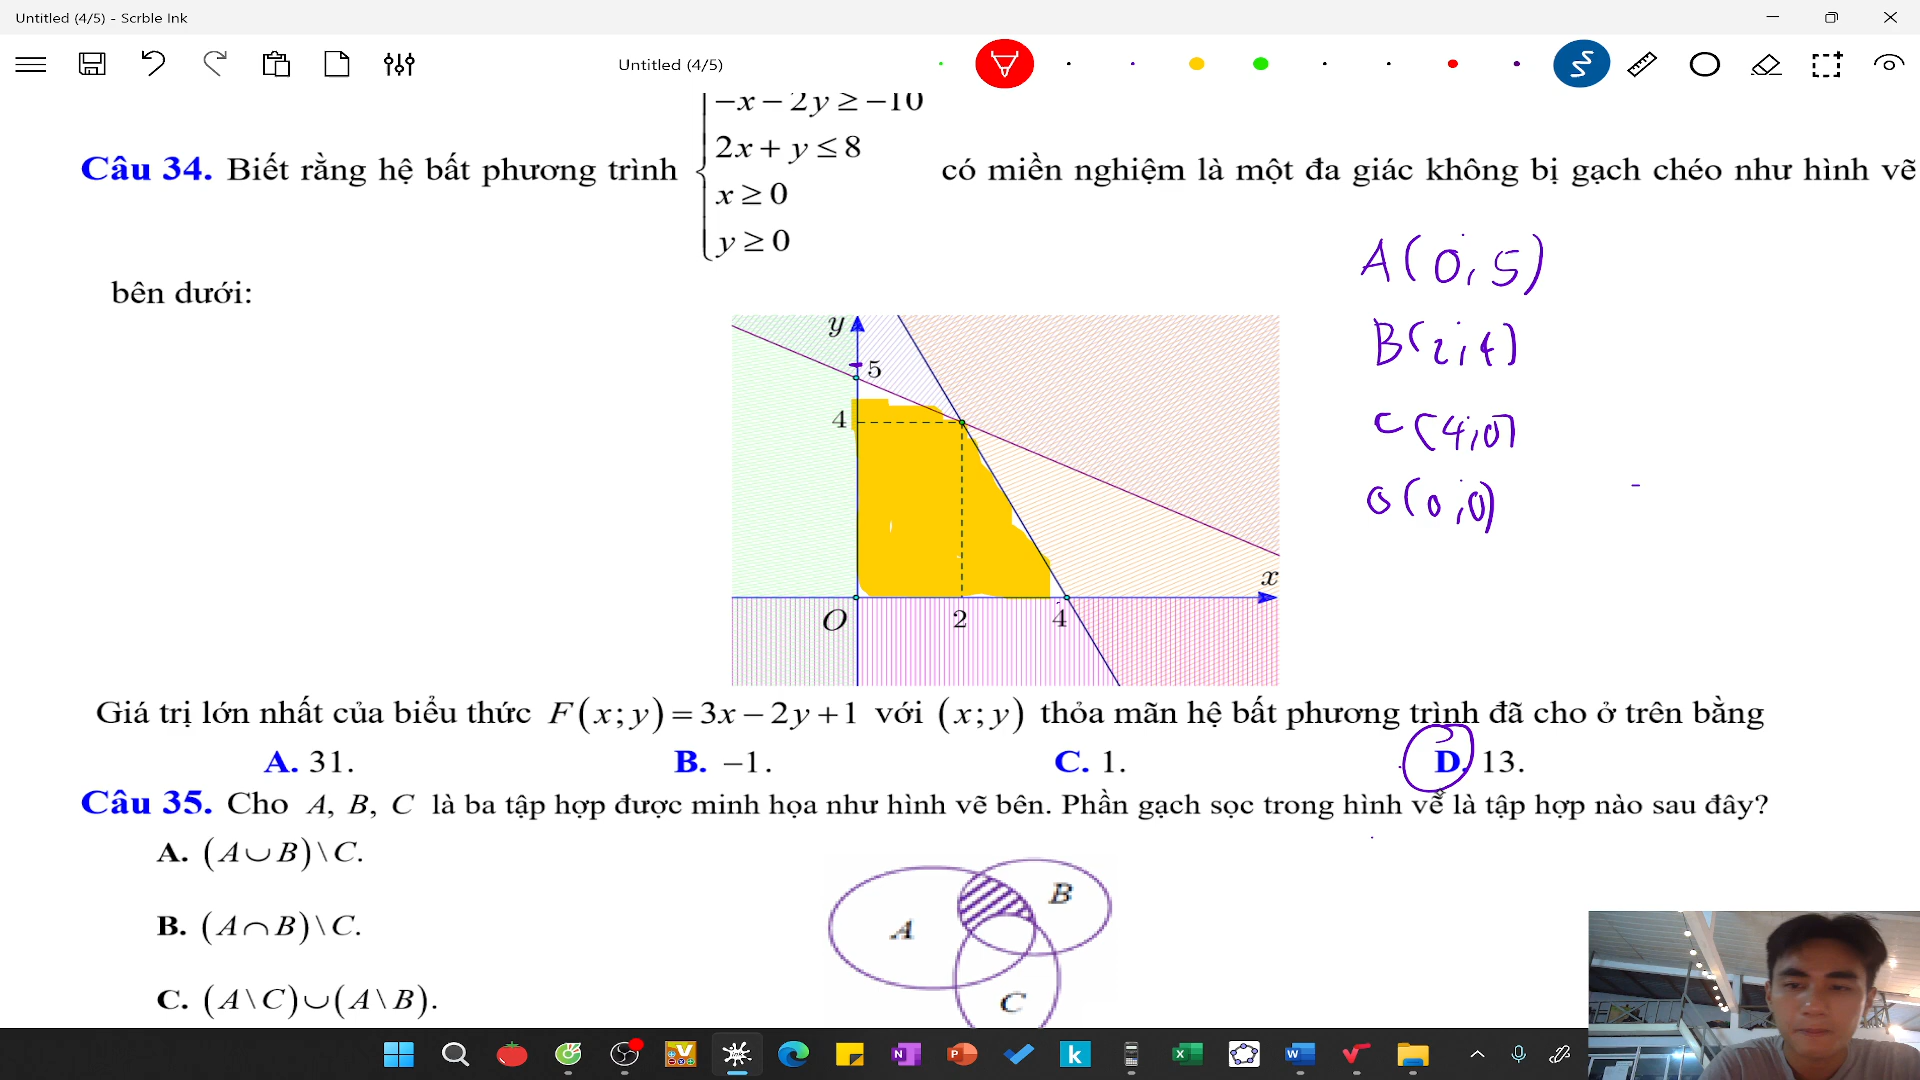 Untitled (4/5) - Scrble Ink
Untitled (4/5)
−x − 2y ≥ −10
2x + y ≤ 8
x ≥ 0
y ≥ 0
Câu 34. Biết rằng hệ bất phương trình có miền nghiệm là một đa giác không bị gạch chéo như hình vẽ
bên dưới:
A(0;5)
B(2;4)
C(4;0)
O(0;0)
y
5
4
x
O
2
4
Giá trị lớn nhất của biểu thức F(x;y) = 3x − 2y + 1 với (x;y) thỏa mãn hệ bất phương trình đã cho ở trên bằng
A. 31. B. −1. C. 1. D. 13.
Câu 35. Cho A, B, C là ba tập hợp được minh họa như hình vẽ bên. Phần gạch sọc trong hình vẽ là tập hợp nào sau đây?
A. (A∪B)\C.
B. (A∩B)\C.
C. (A\C)∪(A\B).
A
B
C